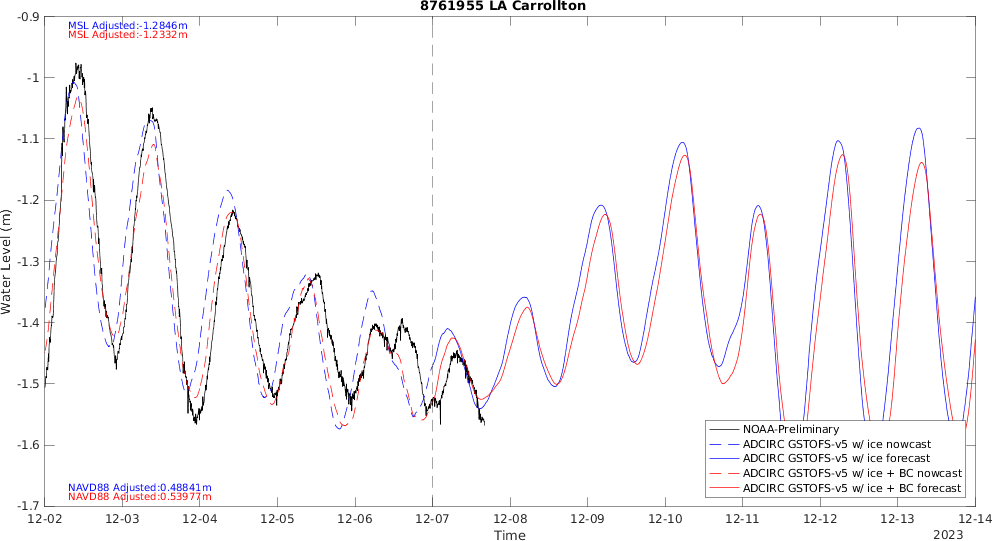 8761955 LA Carrollton
MSL Adjusted:-1.2846m
MSL Adjusted:-1.2332m
-0.9
-1
-1.1
-1.2
-1.3
-1.4
-1.5
-1.6
-1.7
Water Level (m)
NAVD88 Adjusted:0.48841m
NAVD88 Adjusted:0.53977m
NOAA-Preliminary
ADCIRC GSTOFS-v5 w/ ice nowcast
ADCIRC GSTOFS-v5 w/ ice forecast
ADCIRC GSTOFS-v5 w/ ice + BC nowcast
ADCIRC GSTOFS-v5 w/ ice + BC forecast
12-02 12-03 12-04 12-05 12-06 12-07 12-08 12-09 12-10 12-11 12-12 12-13 12-14
Time
2023